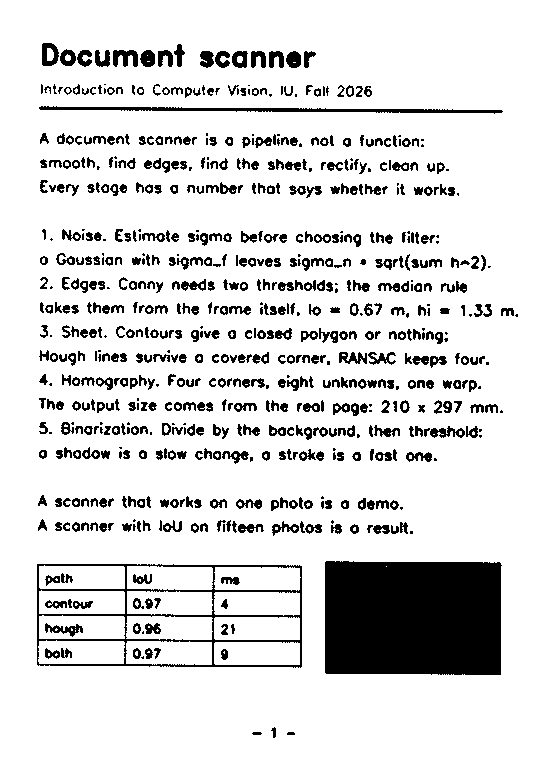 Document scanner
Introduction to Computer Vision, IU, Fall 2026
A document scanner is a pipeline, not a function:
smooth, find edges, find the sheet, rectify, clean up.
Every stage has a number that says whether it works.
1. Noise. Estimate sigma before choosing the filter:
a Gaussian with sigma_f leaves sigma_n * sqrt(sum h^2).
2. Edges. Canny needs two thresholds; the median rule
takes them from the frame itself, lo = 0.67 m, hi = 1.33 m.
3. Sheet. Contours give a closed polygon or nothing;
Hough lines survive a covered corner, RANSAC keeps four.
4. Homography. Four corners, eight unknowns, one warp.
The output size comes from the real page: 210 x 297 mm.
5. Binarization. Divide by the background, then threshold:
a shadow is a slow change, a stroke is a fast one.
A scanner that works on one photo is a demo.
A scanner with IoU on fifteen photos is a result.
path IoU ms
contour 0.97 4
hough 0.96 21
both 0.97 9
- 1 -